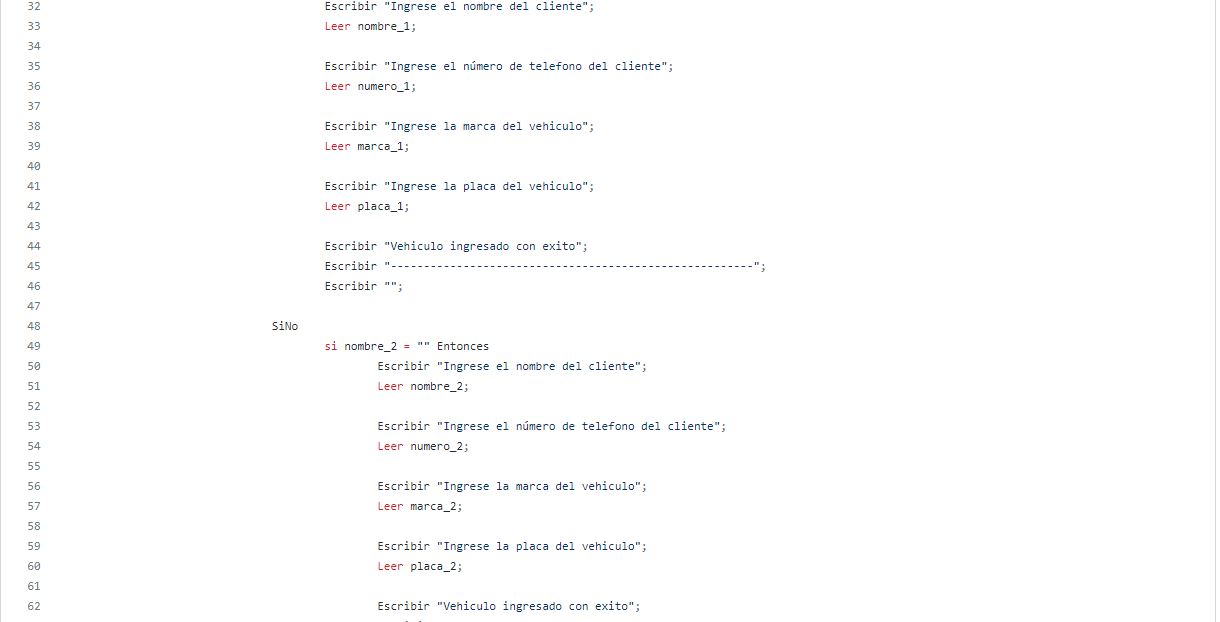 32 Escribir "Ingrese el nombre del cliente";
33 Leer nombre_1;
34
35 Escribir "Ingrese el número de telefono del cliente";
36 Leer numero_1;
37
38 Escribir "Ingrese la marca del vehiculo";
39 Leer marca_1;
40
41 Escribir "Ingrese la placa del vehiculo";
42 Leer placa_1;
43
44 Escribir "Vehiculo ingresado con exito";
45 Escribir "-------------------------------------------------------";
46 Escribir "";
47
48 SiNo
49 si nombre_2 = "" Entonces
50 Escribir "Ingrese el nombre del cliente";
51 Leer nombre_2;
52
53 Escribir "Ingrese el número de telefono del cliente";
54 Leer numero_2;
55
56 Escribir "Ingrese la marca del vehiculo";
57 Leer marca_2;
58
59 Escribir "Ingrese la placa del vehiculo";
60 Leer placa_2;
61
62 Escribir "Vehiculo ingresado con exito";